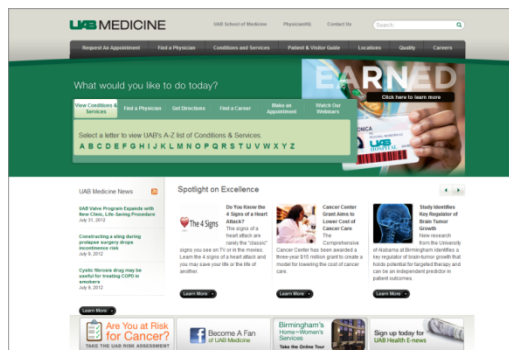 UAB MEDICINE
UAB School of Medicine
PhysicianHS
Contact Us
Search
Request An Appointment
Find a Physician
Conditions and Services
Patient & Visitor Guide
Locations
Quality
Careers
What would you like to do today?
EARNED
Click here to learn more
View Conditions &
Services
Find a Physician
Get Directions
Find a Career
Make an
Appointment
Watch Our
Webinars
Select a letter to view UAB's A-Z list of Conditions & Services.
A B C D E F G H I J K L M N O P Q R S T U V W X Y Z
UAB
HOSPITAL
UAB Medicine News
UAB Valve Program Expands with
New Clinic, Life-Saving Procedure
July 31, 2012
Constructing a sling during
prolapse surgery drops
incontinence risk
July 9, 2012
Cystic fibrosis drug may be
useful for treating COPD in
smokers
July 9, 2012
Learn More
Spotlight on Excellence
The 4 Signs
Do You Know the
4 Signs of a Heart
Attack?
The signs of a
heart attack are
rarely the "classic"
signs you see on TV or in the movies.
Learn the 4 signs of a heart attack and
you may save your life or the life of
another.
Learn More
Cancer Center
Grant Aims to
Lower Cost of
Cancer Care
The
Comprehensive
Cancer Center has been awarded a
three-year $15 million grant to create a
model for lowering the cost of cancer
care.
Learn More
Study Identifies
Key Regulator of
Brain Tumor
Growth
New research
from the University
of Alabama at Birmingham identifies a
key regulator of brain-tumor growth that
holds potential for targeted therapy and
can be an independent predictor in
patient outcomes.
Learn More
Are You at Risk
for Cancer?
TAKE THE UAB RISK ASSESSMENT
Become A Fan
of UAB Medicine
Birmingham's
Home for Women's
Services
Take the Online Tour
Sign up today for
UAB Health E-news